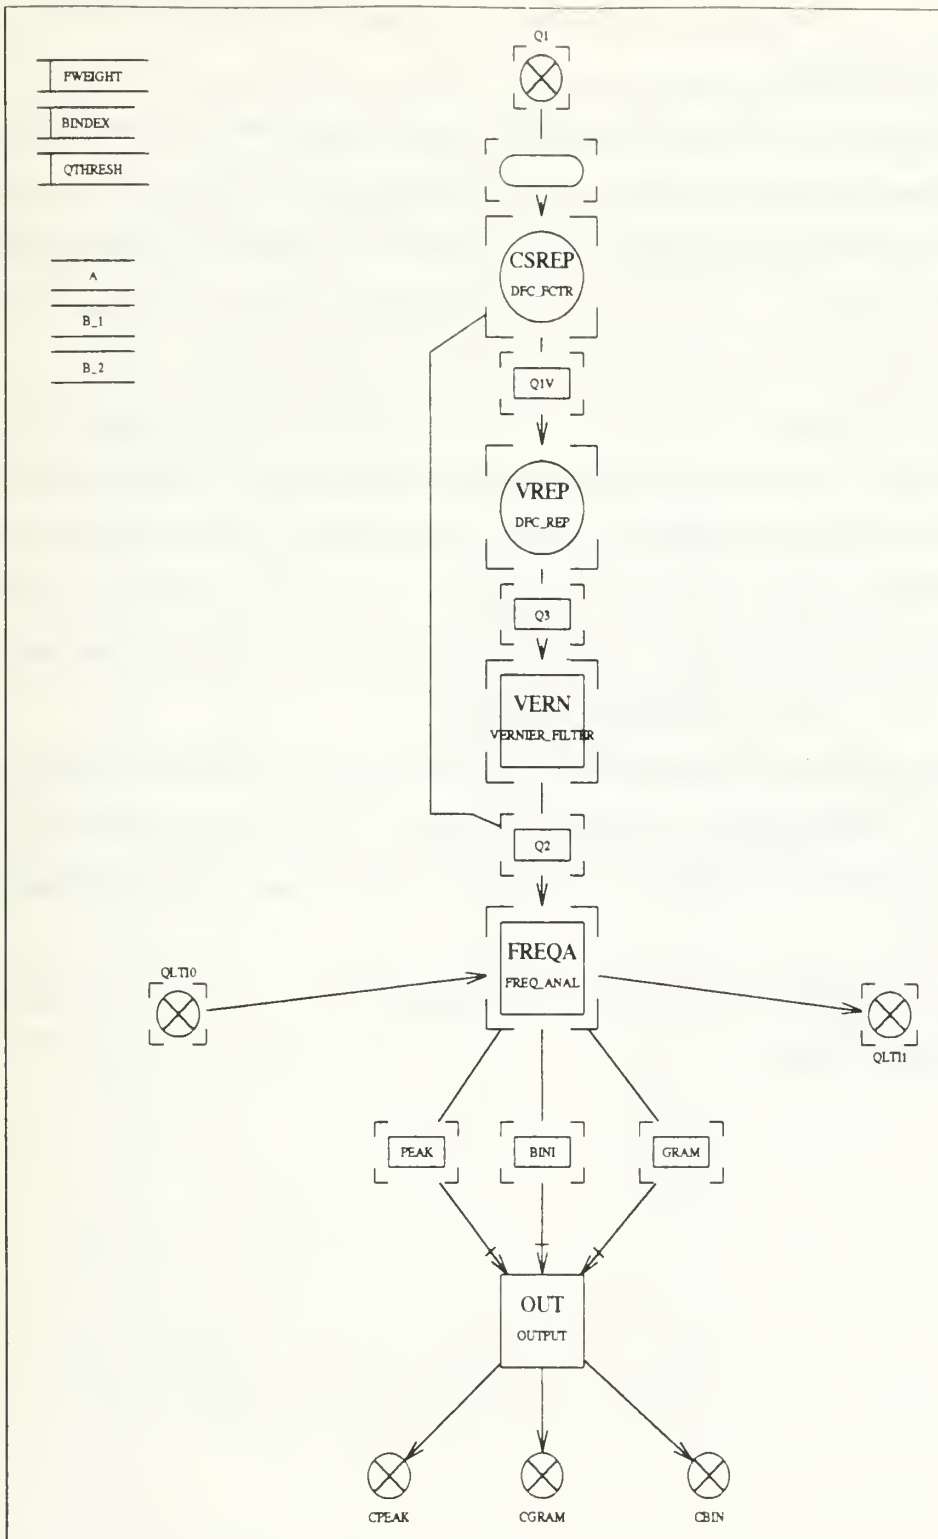 Q1
FWEIGHT
BINDEX
QTHRESH
CSREP
DFC_FCTR
A
B_1
B_2
Q1V
VREP
DFC_REP
Q3
VERN
VERNIER_FILTER
Q2
FREQA
FREQ_ANAL
QLTI0
QLTI1
PEAK
BINI
GRAM
OUT
OUTPUT
CPEAK
CGRAM
CBIN